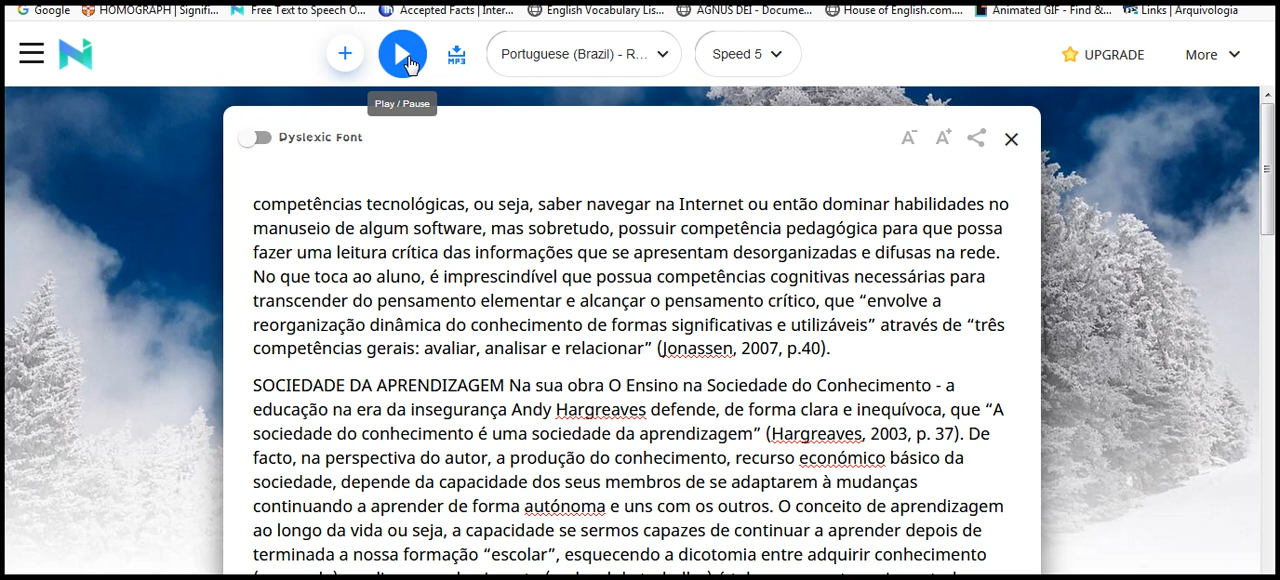 Google HOMOGRAPH | Signifi... Free Text to Speech O... Accepted Facts | Inter... English Vocabulary Lis... AGNUS DEI - Docume... House of English.com.... Animated GIF - Find &... Links | Arquivologia
MP3 Portuguese (Brazil) - R... Speed 5 UPGRADE More
Play / Pause
Dyslexic Font A- A+
competências tecnológicas, ou seja, saber navegar na Internet ou então dominar habilidades no
manuseio de algum software, mas sobretudo, possuir competência pedagógica para que possa
fazer uma leitura crítica das informações que se apresentam desorganizadas e difusas na rede.
No que toca ao aluno, é imprescindível que possua competências cognitivas necessárias para
transcender do pensamento elementar e alcançar o pensamento crítico, que “envolve a
reorganização dinâmica do conhecimento de formas significativas e utilizáveis” através de “três
competências gerais: avaliar, analisar e relacionar” (Jonassen, 2007, p.40).
SOCIEDADE DA APRENDIZAGEM Na sua obra O Ensino na Sociedade do Conhecimento - a
educação na era da insegurança Andy Hargreaves defende, de forma clara e inequívoca, que “A
sociedade do conhecimento é uma sociedade da aprendizagem” (Hargreaves, 2003, p. 37). De
facto, na perspectiva do autor, a produção do conhecimento, recurso económico básico da
sociedade, depende da capacidade dos seus membros de se adaptarem à mudanças
continuando a aprender de forma autónoma e uns com os outros. O conceito de aprendizagem
ao longo da vida ou seja, a capacidade se sermos capazes de continuar a aprender depois de
terminada a nossa formação “escolar”, esquecendo a dicotomia entre adquirir conhecimento